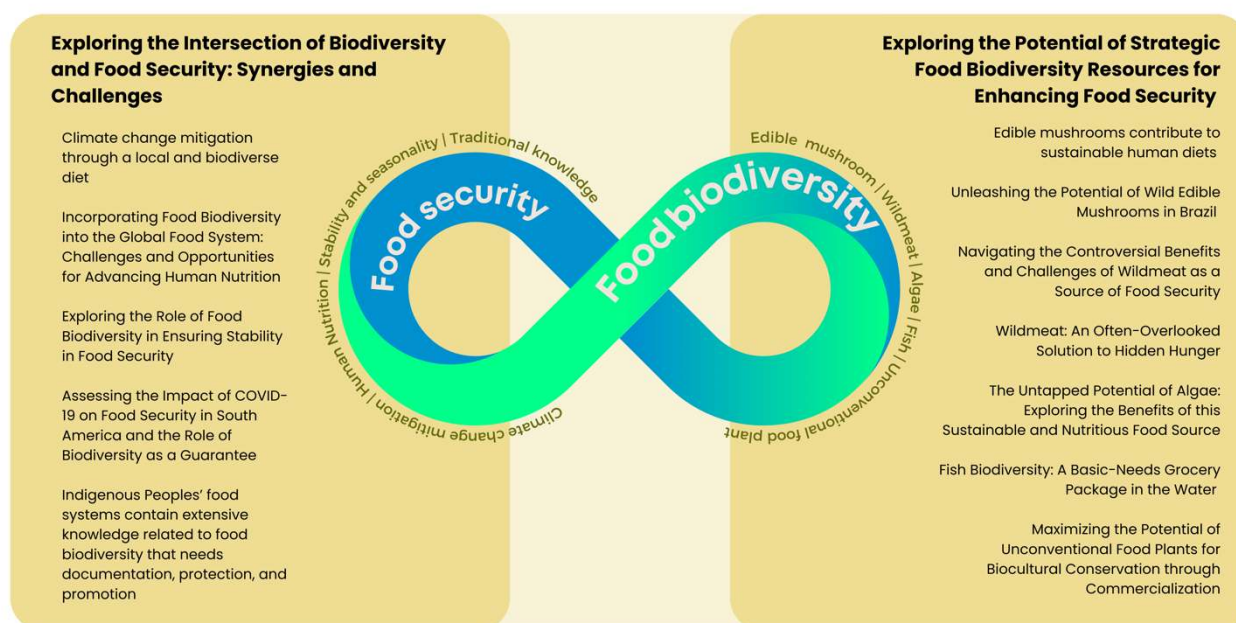 Exploring the Intersection of Biodiversity
and Food Security: Synergies and
Challenges
Climate change mitigation
through a local and biodiverse
diet
Incorporating Food Biodiversity
into the Global Food System:
Challenges and Opportunities
for Advancing Human Nutrition
Exploring the Role of Food
Biodiversity in Ensuring Stability
in Food Security
Assessing the Impact of COVID-
19 on Food Security in South
America and the Role of
Biodiversity as a Guarantee
Indigenous Peoples’ food
systems contain extensive
knowledge related to food
biodiversity that needs
documentation, protection, and
promotion
Climate change mitigation | Human Nutrition | Stability and seasonality | Traditional knowledge
Food security
Food biodiversity
Edible mushroom | Wildmeat | Algae | Fish | Unconventional food plant
Exploring the Potential of Strategic
Food Biodiversity Resources for
Enhancing Food Security
Edible mushrooms contribute to
sustainable human diets
Unleashing the Potential of Wild Edible
Mushrooms in Brazil
Navigating the Controversial Benefits
and Challenges of Wildmeat as a
Source of Food Security
Wildmeat: An Often-Overlooked
Solution to Hidden Hunger
The Untapped Potential of Algae:
Exploring the Benefits of this
Sustainable and Nutritious Food Source
Fish Biodiversity: A Basic-Needs Grocery
Package in the Water
Maximizing the Potential of
Unconventional Food Plants for
Biocultural Conservation through
Commercialization